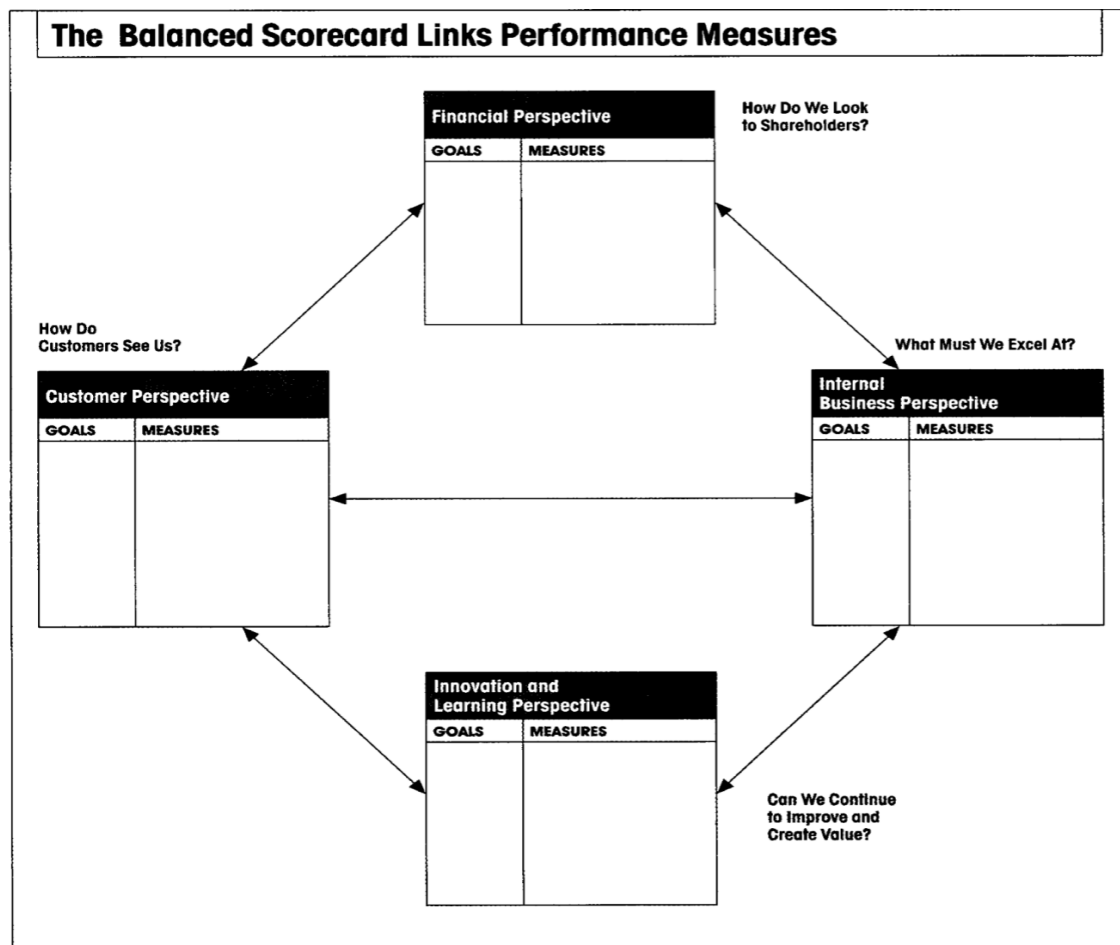 The Balanced Scorecard Links Performance Measures
Financial Perspective
GOALS MEASURES
How Do We Look
to Shareholders?
How Do
Customers See Us?
Customer Perspective
GOALS MEASURES
What Must We Excel At?
Internal
Business Perspective
GOALS MEASURES
Innovation and
Learning Perspective
GOALS MEASURES
Can We Continue
to Improve and
Create Value?